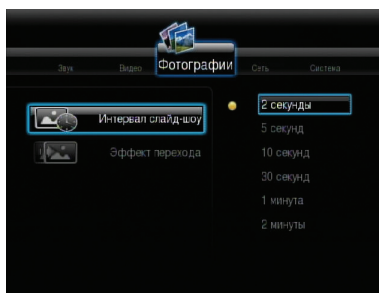 Звук Видео Фотографии Сеть Система
Интервал слайд-шоу
Эффект перехода
2 секунды
5 секунд
10 секунд
30 секунд
1 минута
2 минуты